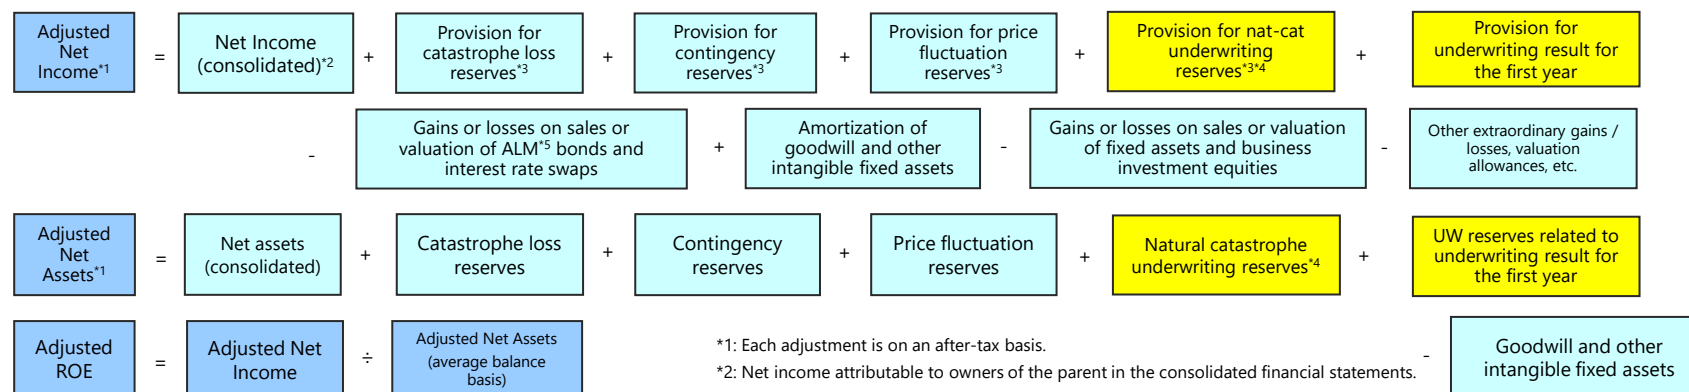 Adjusted
Net
Income*1
=
Net Income
(consolidated)*2
+
Provision for
catastrophe loss
reserves*3
+
Provision for
contingency
reserves*3
+
Provision for price
fluctuation
reserves*3
+
Provision for nat-cat
underwriting
reserves*3*4
+
Provision for
underwriting result for
the first year
-
Gains or losses on sales or
valuation of ALM*5 bonds and
interest rate swaps
+
Amortization of
goodwill and other
intangible fixed assets
-
Gains or losses on sales or valuation
of fixed assets and business
investment equities
-
Other extraordinary gains /
losses, valuation
allowances, etc.
Adjusted
Net
Assets*1
=
Net assets
(consolidated)
+
Catastrophe loss
reserves
+
Contingency
reserves
+
Price fluctuation
reserves
+
Natural catastrophe
underwriting reserves*4
+
UW reserves related to
underwriting result for
the first year
-
Goodwill and other
intangible fixed assets
Adjusted
ROE
=
Adjusted Net
Income
÷
Adjusted Net Assets
(average balance
basis)
*1: Each adjustment is on an after-tax basis.
*2: Net income attributable to owners of the parent in the consolidated financial statements.